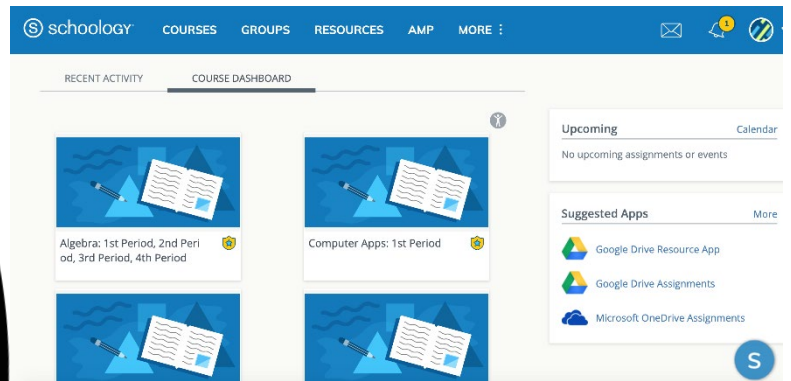 S schoology COURSES GROUPS RESOURCES AMP MORE
1
RECENT ACTIVITY COURSE DASHBOARD
Algebra: 1st Period, 2nd Peri
od, 3rd Period, 4th Period
Computer Apps: 1st Period
Upcoming Calendar
No upcoming assignments or events
Suggested Apps More
Google Drive Resource App
Google Drive Assignments
Microsoft OneDrive Assignments
S